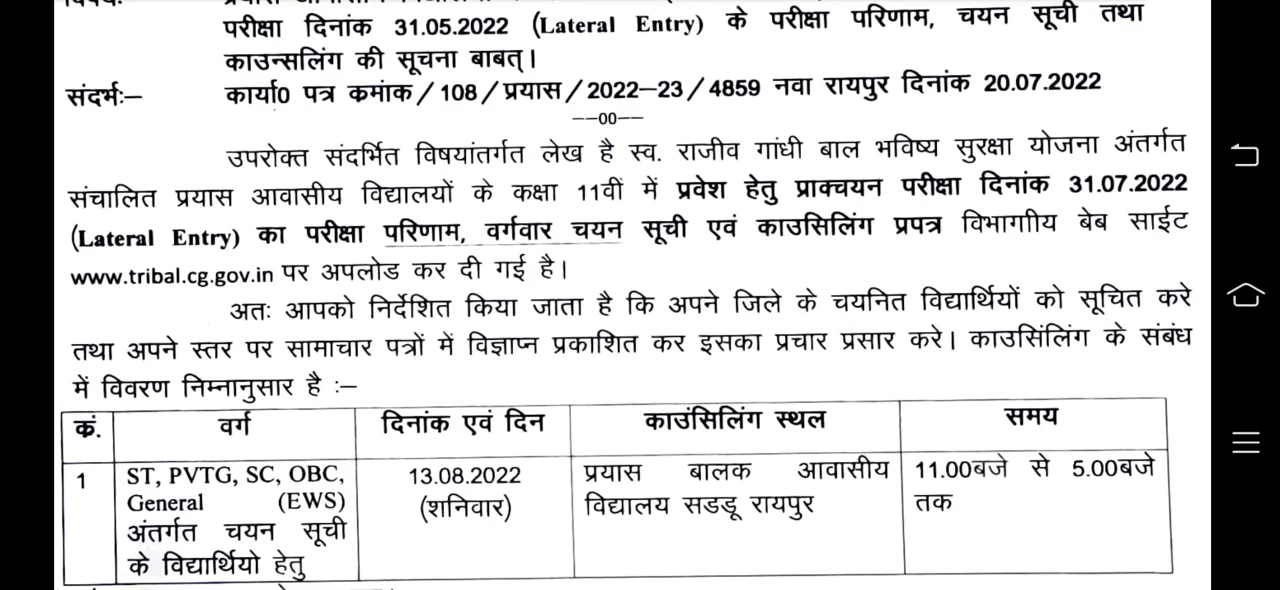 परीक्षा दिनांक 31.05.2022 (Lateral Entry) के परीक्षा परिणाम, चयन सूची तथा
काउन्सलिंग की सूचना बाबत्।
संदर्भः– कार्या0 पत्र कमांक/108/प्रयास/2022–23/4859 नवा रायपुर दिनांक 20.07.2022
––00––
उपरोक्त संदर्भित विषयांतर्गत लेख है स्व. राजीव गांधी बाल भविष्य सुरक्षा योजना अंतर्गत
संचालित प्रयास आवासीय विद्यालयों के कक्षा 11वीं में प्रवेश हेतु प्राक्चयन परीक्षा दिनांक 31.07.2022
(Lateral Entry) का परीक्षा परिणाम, वर्गवार चयन सूची एवं काउसिलिंग प्रपत्र विभागाीय बेब साईट
www.tribal.cg.gov.in पर अपलोड कर दी गई है।
अतः आपको निर्देशित किया जाता है कि अपने जिले के चयनित विद्यार्थियों को सूचित करे
तथा अपने स्तर पर सामाचार पत्रों में विज्ञाप्न प्रकाशित कर इसका प्रचार प्रसार करे। काउसिंलिंग के संबंध
में विवरण निम्नानुसार है :–
कं. वर्ग दिनांक एवं दिन काउंसिलिंग स्थल समय
1 ST, PVTG, SC, OBC, 13.08.2022 प्रयास बालक आवासीय 11.00बजे से 5.00बजे
General (EWS) (शनिवार) विद्यालय सडडू रायपुर तक
अंतर्गत चयन सूची
के विद्यार्थियो हेतु